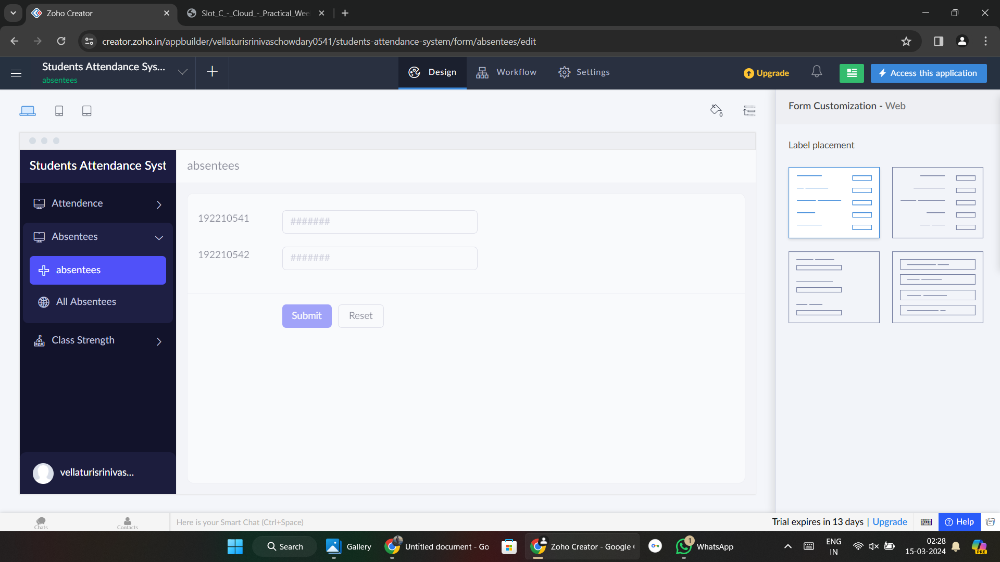 Zoho Creator
Slot_C_-_Cloud_-_Practical_Wee
creator.zoho.in/appbuilder/vellaturisrinivaschowdary0541/students-attendance-system/form/absentees/edit
Students Attendance Sys...
absentees
Design
Workflow
Settings
Upgrade
Access this application
Form Customization - Web
Label placement
Students Attendance Syst
absentees
Attendence
Absentees
absentees
All Absentees
Class Strength
192210541
#######
192210542
#######
Submit
Reset
vellaturisrinivas...
Chats
Contacts
Here is your Smart Chat (Ctrl+Space)
Trial expires in 13 days | Upgrade
Help
Search
Gallery
Untitled document - Go
Zoho Creator - Google
1
WhatsApp
ENG
IN
02:28
15-03-2024
PRE